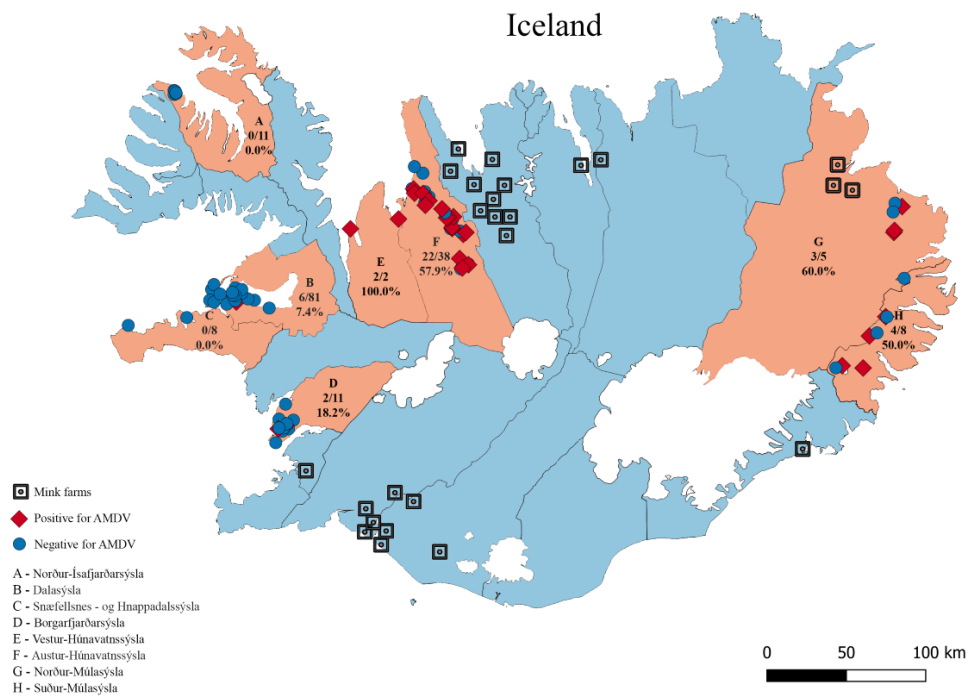 Iceland
A
0/11
0.0%
B
6/81
7.4%
C
0/8
0.0%
D
2/11
18.2%
E
2/2
100.0%
F
22/38
57.9%
G
3/5
60.0%
H
4/8
50.0%
Mink farms
Positive for AMDV
Negative for AMDV
A - Norður-Ísafjarðarsýsla
B - Dalasýsla
C - Snæfellsnes - og Hnappadalssýsla
D - Borgarfjarðarsýsla
E - Vestur-Húnavatnssýsla
F - Austur-Húnavatnssýsla
G - Norður-Múlasýsla
H - Suður-Múlasýsla
0 50 100 km